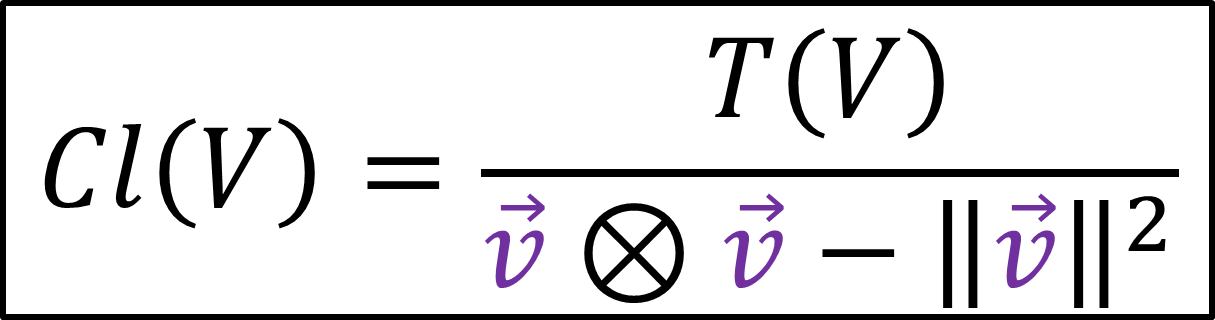 Cl(V) = T(V) / v⃗ ⊗ v⃗ − ‖v⃗‖²